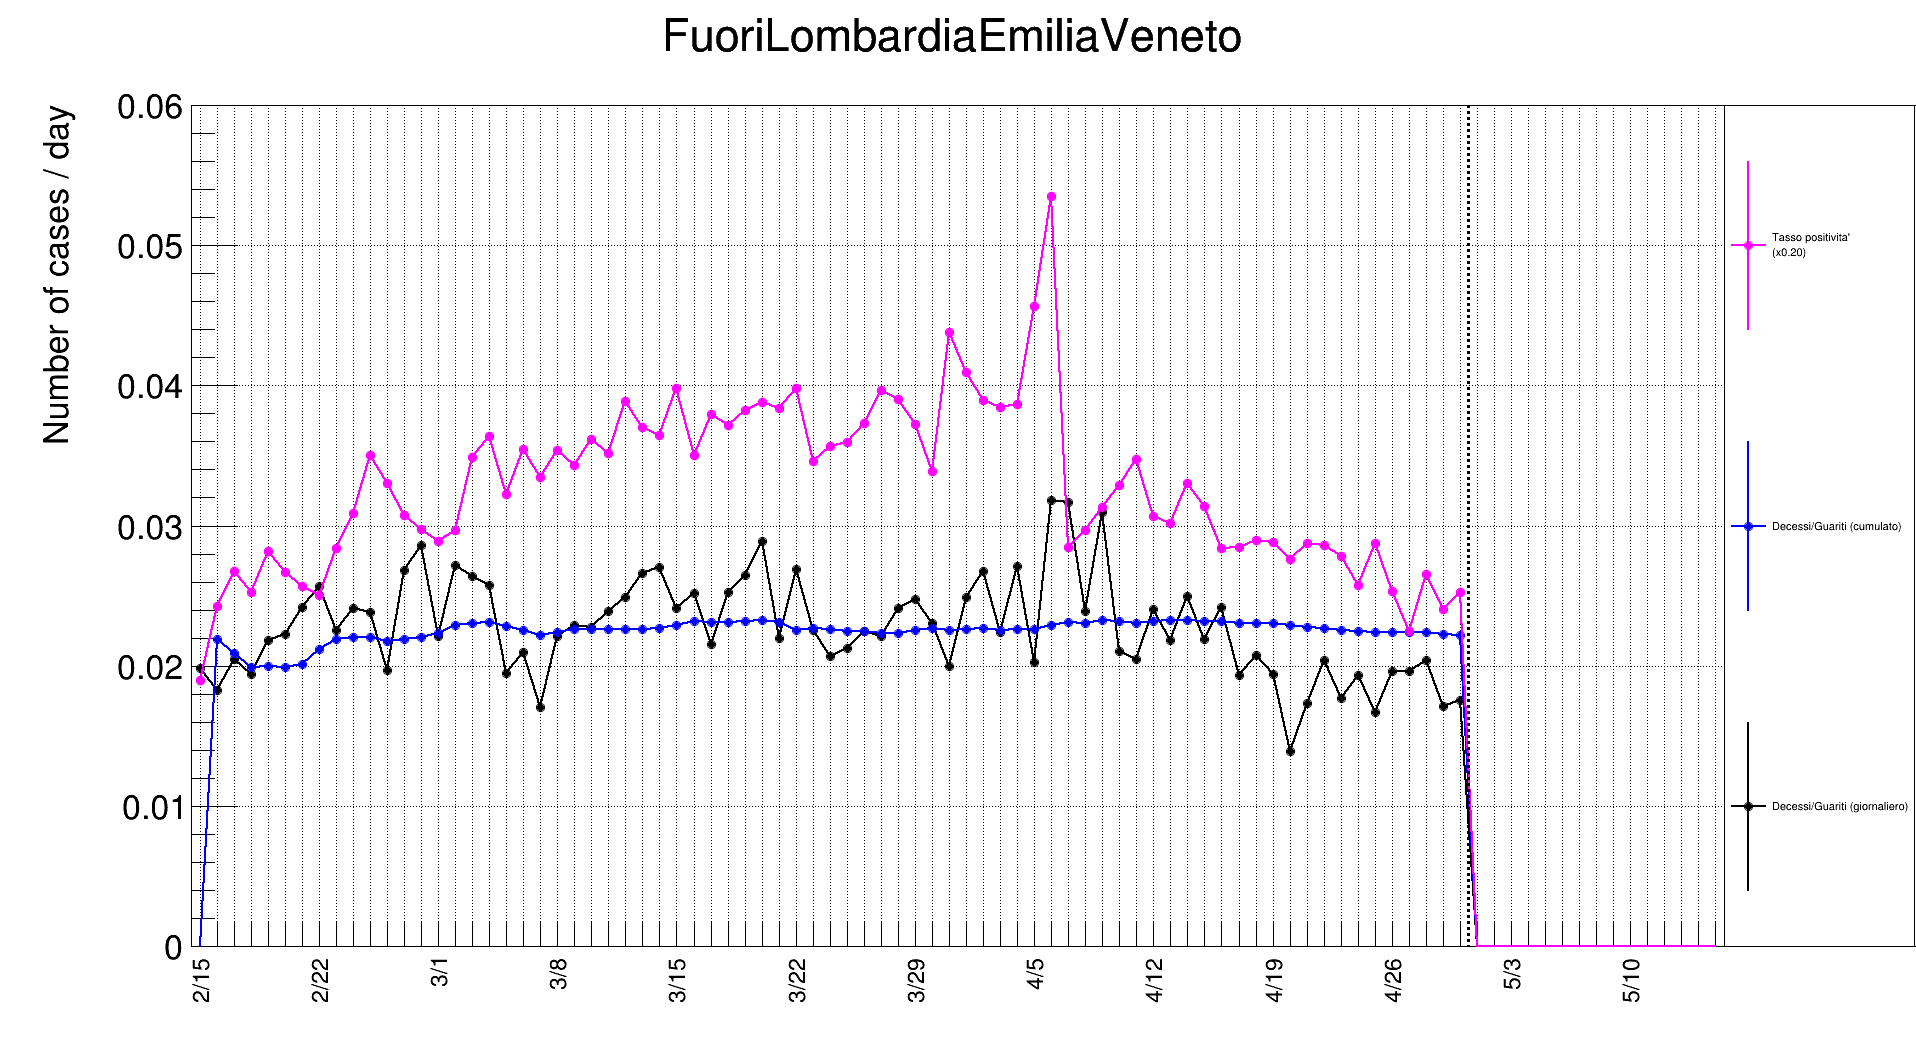 FuoriLombardiaEmiliaVeneto
Number of cases / day
0.06
0.05
0.04
0.03
0.02
0.01
0
2/15 2/22 3/1 3/8 3/15 3/22 3/29 4/5 4/12 4/19 4/26 5/3 5/10
Tasso positivita'
(x0.20)
Decessi/Guariti (cumulato)
Decessi/Guariti (giornaliero)